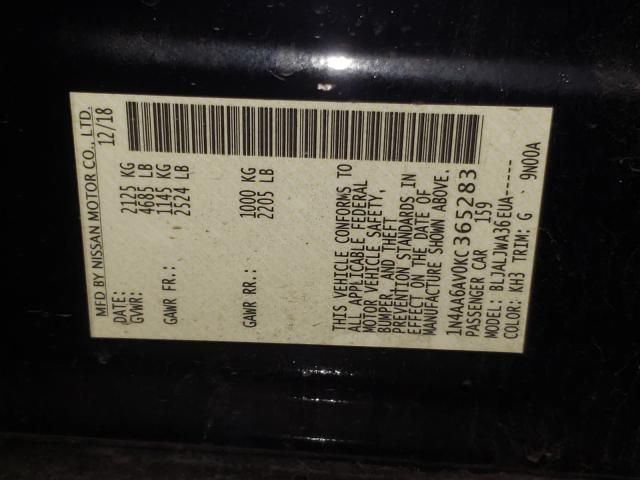 MFD BY NISSAN MOTOR CO., LTD.
DATE: 12/18
GVWR: 2125 KG
4685 LB
GAWR FR: 1145 KG
2524 LB
GAWR RR: 1000 KG
2205 LB
THIS VEHICLE CONFORMS TO
ALL APPLICABLE FEDERAL
MOTOR VEHICLE SAFETY,
BUMPER, AND THEFT
PREVENTION STANDARDS IN
EFFECT ON THE DATE OF
MANUFACTURE SHOWN ABOVE.
1N4AA6AV0KC365283
PASSENGER CAR 159
MODEL: BLJALJWA36EUA-----
COLOR: KH3 TRIM: G 9N00A